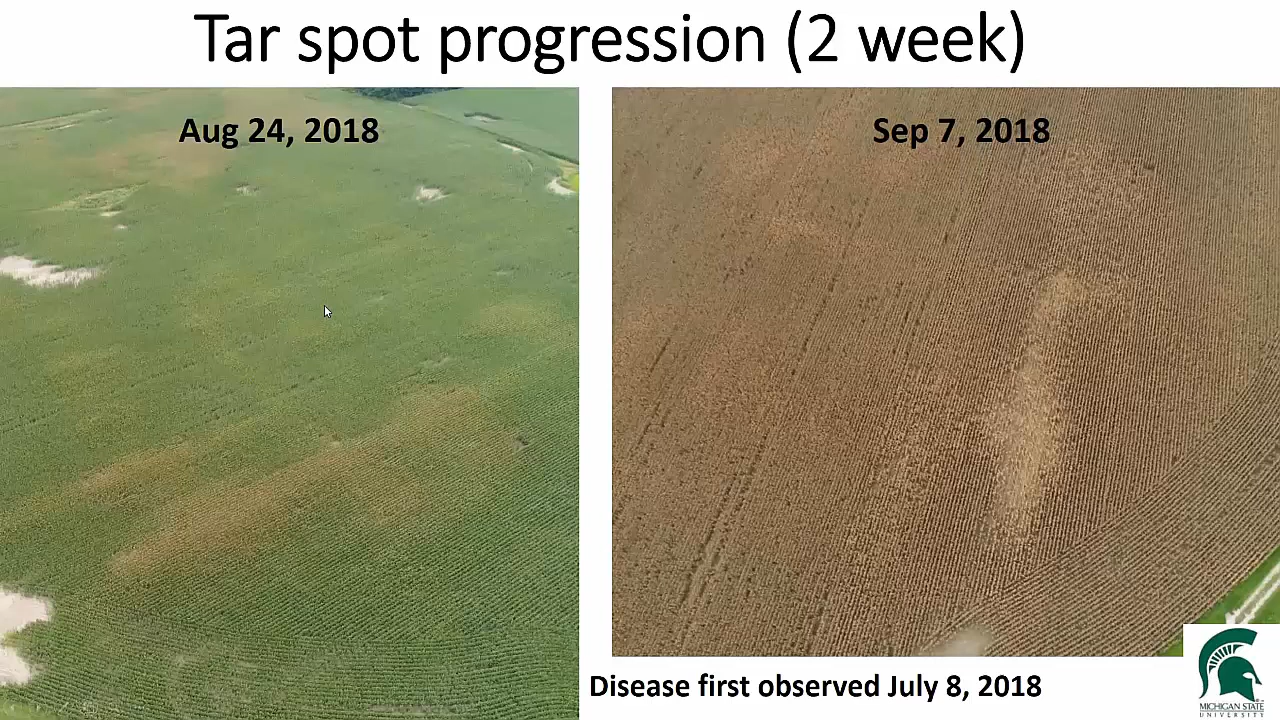 Tar spot progression (2 week)
Aug 24, 2018
Sep 7, 2018
Disease first observed July 8, 2018
MICHIGAN STATE
UNIVERSITY